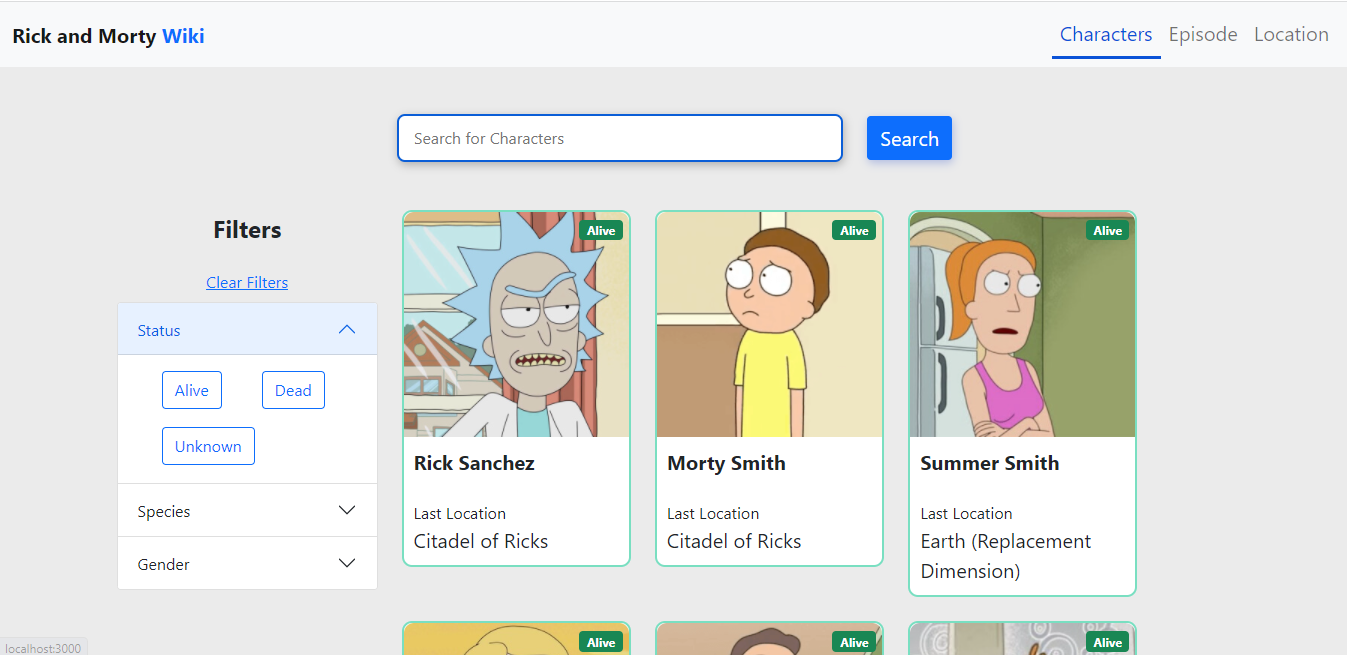 Rick and Morty Wiki
Characters Episode Location
Search for Characters
Search
Filters
Clear Filters
Status
Alive Dead
Unknown
Species
Gender
Alive
Rick Sanchez
Last Location
Citadel of Ricks
Alive
Morty Smith
Last Location
Citadel of Ricks
Alive
Summer Smith
Last Location
Earth (Replacement
Dimension)
Alive
Alive
Alive
localhost:3000